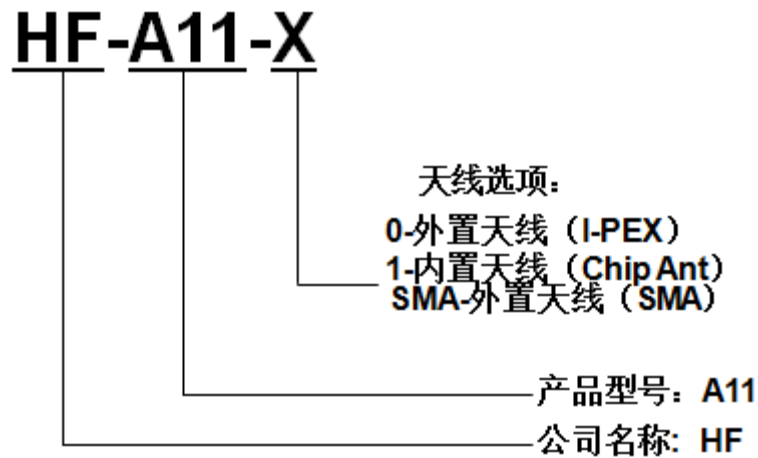 HF-A11-X
天线选项：
0-外置天线（I-PEX）
1-内置天线（Chip Ant）
SMA-外置天线（SMA）
产品型号：A11
公司名称: HF